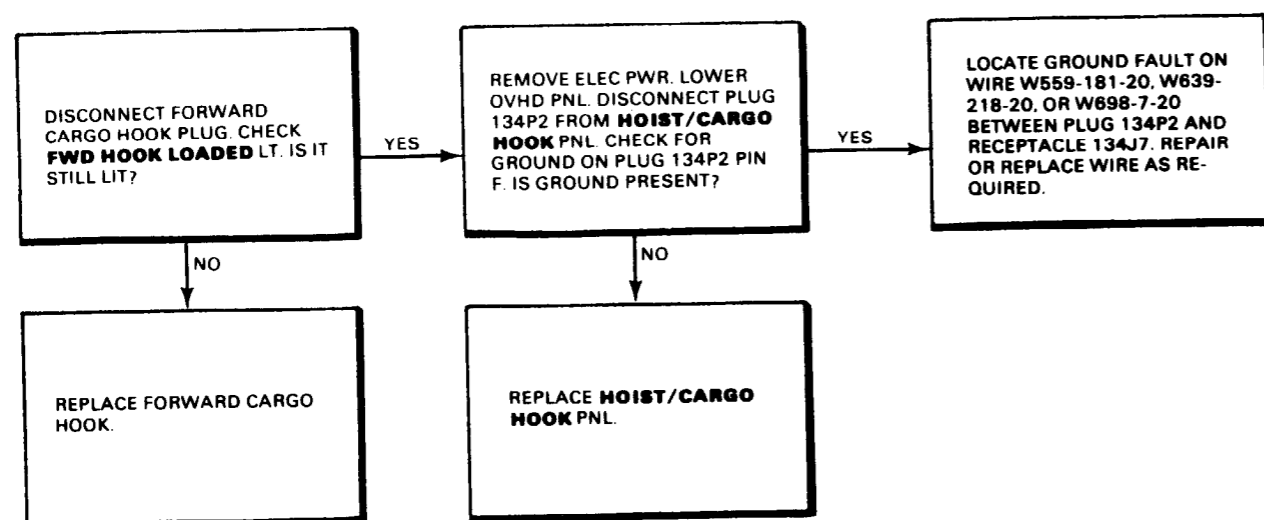 DISCONNECT FORWARD
CARGO HOOK PLUG. CHECK
FWD HOOK LOADED LT. IS IT
STILL LIT?
YES
REMOVE ELEC PWR. LOWER
OVHD PNL. DISCONNECT PLUG
134P2 FROM HOIST/CARGO
HOOK PNL. CHECK FOR
GROUND ON PLUG 134P2 PIN
F. IS GROUND PRESENT?
YES
LOCATE GROUND FAULT ON
WIRE W559-181-20, W639-
218-20, OR W698-7-20
BETWEEN PLUG 134P2 AND
RECEPTACLE 134J7. REPAIR
OR REPLACE WIRE AS RE-
QUIRED.
NO
NO
REPLACE FORWARD CARGO
HOOK.
REPLACE HOIST/CARGO
HOOK PNL.